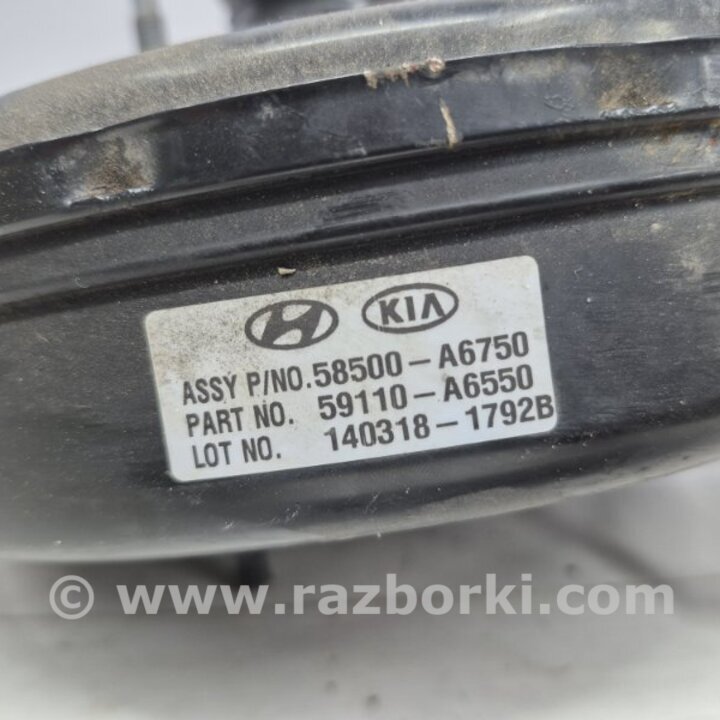 KIA
ASSY P/NO. 58500-A6750
PART NO. 59110-A6550
LOT NO. 140318-1792B
© www.razborki.com